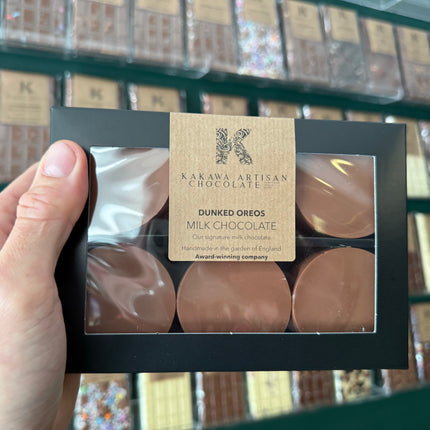 K
KAKAWA ARTISAN
CHOCOLATE
DUNKED OREOS
MILK CHOCOLATE
Our signature milk chocolate
Handmade in the garden of England
Award-winning company